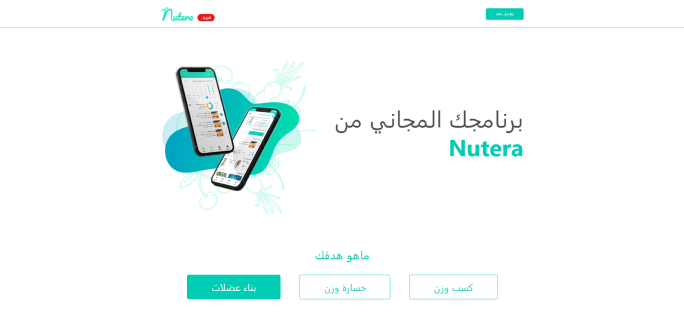 تواصل معنا
Nutera
قريبا
برنامجك المجاني من
Nutera
ماهو هدفك
كسب وزن
خسارة وزن
بناء عضلات